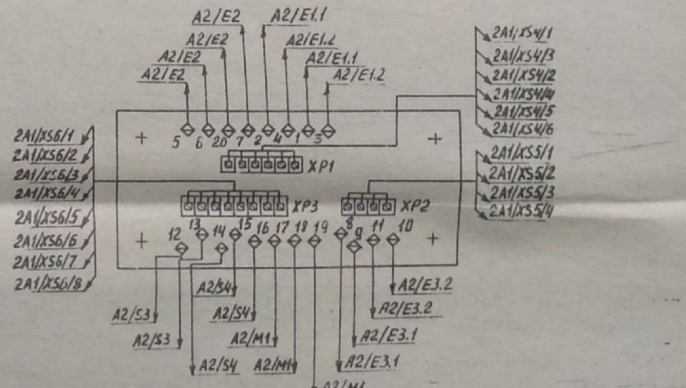 A2/E2
A2/E1.1
A2/E2
A2/E1.2
A2/E2
A2/E1.1
A2/E2
A2/E1.2
2A1/XS4/1
2A1/XS4/3
2A1/XS4/2
2A1/XS4/4
2A1/XS4/5
2A1/XS4/6
5 6 20 7 2 4 1 3
XP1
2A1/XS6/1
2A1/XS6/2
2A1/XS6/3
2A1/XS6/4
2A1/XS6/5
2A1/XS6/6
2A1/XS6/7
2A1/XS6/8
2A1/XS5/1
2A1/XS5/2
2A1/XS5/3
2A1/XS5/4
XP3
XP2
12 13 14 15 16 17 18 19 8 9 11 10
A2/S3
A2/S3
A2/S4
A2/S4
A2/S4
A2/M1
A2/M1
A2/M1
A2/E3.2
A2/E3.2
A2/E3.1
A2/E3.1